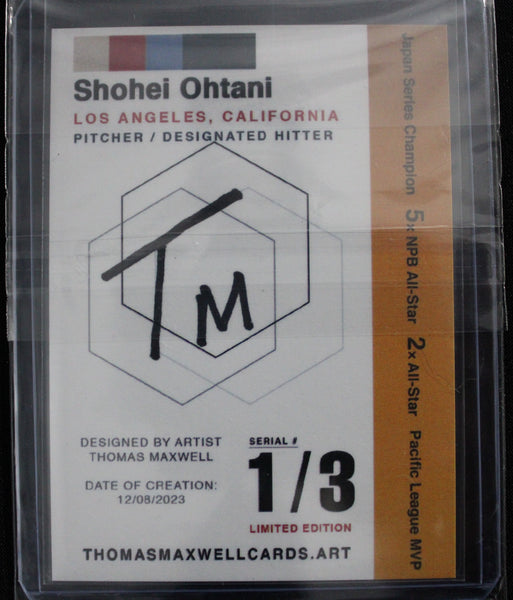 Shohei Ohtani
LOS ANGELES, CALIFORNIA
PITCHER / DESIGNATED HITTER
TM
DESIGNED BY ARTIST
THOMAS MAXWELL
DATE OF CREATION:
12/08/2023
SERIAL #
1/3
LIMITED EDITION
THOMASMAXWELLCARDS.ART
Japan Series Champion 5x NPB All-Star 2x All-Star Pacific League MVP